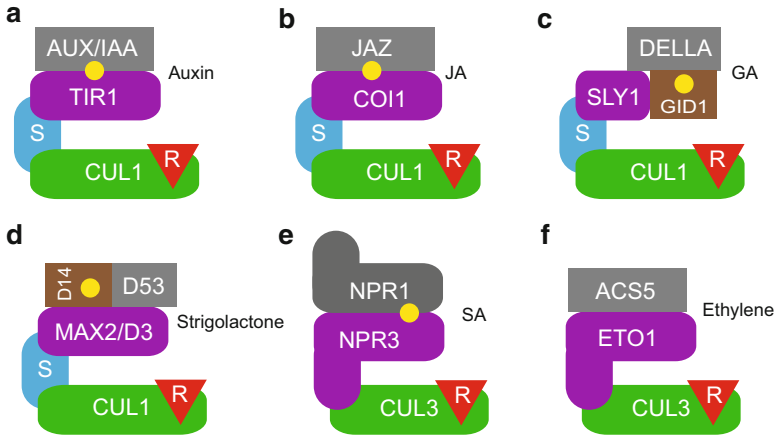 a
AUX/IAA
Auxin
TIR1
S
CUL1
R
b
JAZ
JA
COI1
S
CUL1
R
c
DELLA
GA
SLY1
GID1
S
CUL1
R
d
D14
D53
MAX2/D3
Strigolactone
S
CUL1
R
e
NPR1
SA
NPR3
CUL3
R
f
ACS5
Ethylene
ETO1
CUL3
R